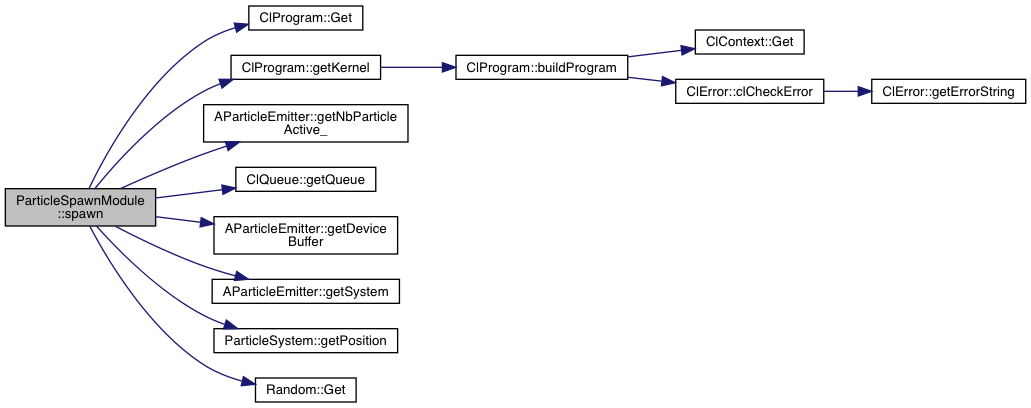 ClProgram::Get
ClProgram::getKernel
ClProgram::buildProgram
ClContext::Get
ClError::clCheckError
ClError::getErrorString
AParticleEmitter::getNbParticle
Active_
ClQueue::getQueue
ParticleSpawnModule
::spawn
AParticleEmitter::getDevice
Buffer
AParticleEmitter::getSystem
ParticleSystem::getPosition
Random::Get